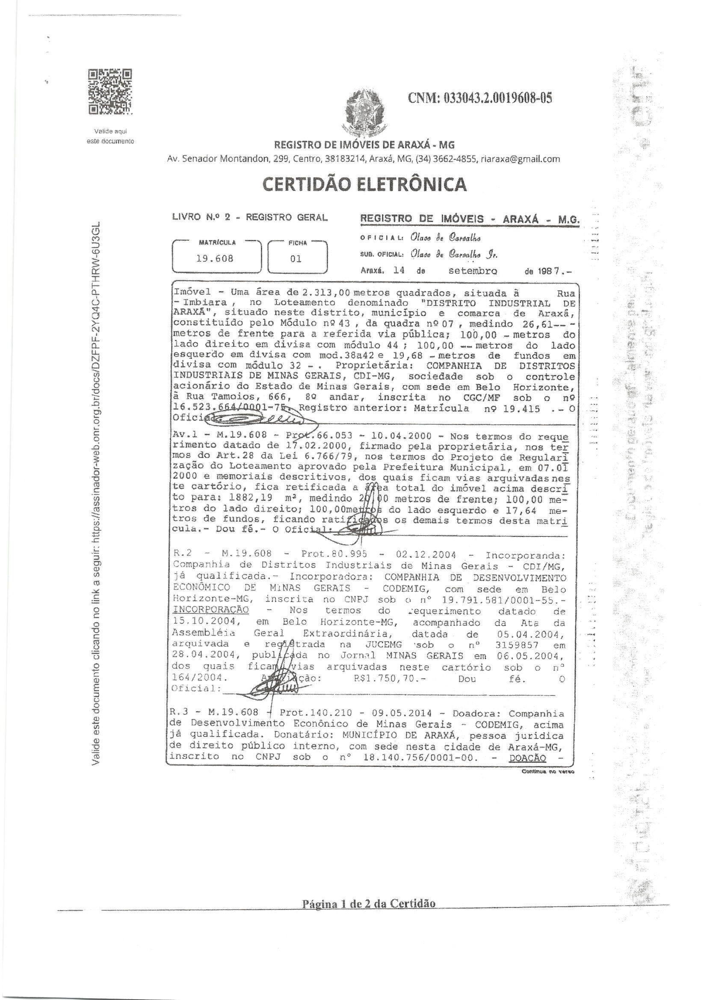 CNM: 033043.2.0019608-05
Valide aqui
este documento
REGISTRO DE IMÓVEIS DE ARAXÁ - MG
Av. Senador Montandon, 299, Centro, 38183214, Araxá, MG, (34) 3662-4855, riaraxa@gmail.com
CERTIDÃO ELETRÔNICA
LIVRO N.º 2 - REGISTRO GERAL
REGISTRO DE IMÓVEIS - ARAXÁ - M.G.
MATRÍCULA
19.608
FICHA
01
OFICIAL: Olavo de Carvalho
SUB. OFICIAL: Olavo de Carvalho Jr.
Araxá, 14 de setembro de 1987.-
Imóvel - Uma área de 2.313,00 metros quadrados, situada à Rua
- Imbiara , no Loteamento denominado "DISTRITO INDUSTRIAL DE
ARAXÁ", situado neste distrito, município e comarca de Araxá,
constituído pelo Módulo nº 43 , da quadra nº 07 , medindo 26,61-- -
metros de frente para a referida via pública; 100,00 - metros do
lado direito em divisa com módulo 44 ; 100,00 -- metros do lado
esquerdo em divisa com mod.38a42 e 19,68 - metros de fundos em
divisa com módulo 32 - . Proprietária: COMPANHIA DE DISTRITOS
INDUSTRIAIS DE MINAS GERAIS, CDI-MG, sociedade sob o controle
acionário do Estado de Minas Gerais, com sede em Belo Horizonte,
à Rua Tamoios, 666, 8º andar, inscrita no CGC/MF sob o nº
16.523.664/0001-75. Registro anterior: Matrícula nº 19.415 .- O
Oficial:
Av.1 - M.19.608 - Prot.66.053 - 10.04.2000 - Nos termos do reque
rimento datado de 17.02.2000, firmado pela proprietária, nos ter
mos do Art.28 da Lei 6.766/79, nos termos do Projeto de Regulari
zação do Loteamento aprovado pela Prefeitura Municipal, em 07.01
2000 e memoriais descritivos, dos quais ficam vias arquivadas nes
te cartório, fica retificada a área total do imóvel acima descri
to para: 1882,19 m², medindo 20,00 metros de frente; 100,00 me-
tros do lado direito; 100,00metros do lado esquerdo e 17,64 me-
tros de fundos, ficando ratificados os demais termos desta matri
cula.- Dou fé.- O Oficial:
R.2 - M.19.608 - Prot.80.995 - 02.12.2004 - Incorporanda:
Companhia de Distritos Industriais de Minas Gerais - CDI/MG,
já qualificada.- Incorporadora: COMPANHIA DE DESENVOLVIMENTO
ECONÔMICO DE MINAS GERAIS - CODEMIG, com sede em Belo
Horizonte-MG, inscrita no CNPJ sob o nº 19.791.581/0001-55.-
INCORPORAÇÃO - Nos termos do requerimento datado de
15.10.2004, em Belo Horizonte-MG, acompanhado da Ata da
Assembléia Geral Extraordinária, datada de 05.04.2004,
arquivada e registrada na JUCEMG sob o nº 3159857 em
28.04.2004, publicada no Jornal MINAS GERAIS em 06.05.2004,
dos quais ficam vias arquivadas neste cartório sob o nº
164/2004. Avaliação: R$1.750,70.- Dou fé. O
Oficial:
R.3 - M.19.608 - Prot.140.210 - 09.05.2014 - Doadora: Companhia
de Desenvolvimento Econônico de Minas Gerais - CODEMIG, acima
já qualificada. Donatário: MUNICÍPIO DE ARAXÁ, pessoa juridica
de direito público interno, com sede nesta cidade de Araxá-MG,
inscrito no CNPJ sob o nº 18.140.756/0001-00. - DOAÇÃO -
Continua no verso
Valide este documento clicando no link a seguir: https://assinador-web.onr.org.br/docs/DZFPF-2YQ4C-PTHRW-6U3GL
Página 1 de 2 da Certidão